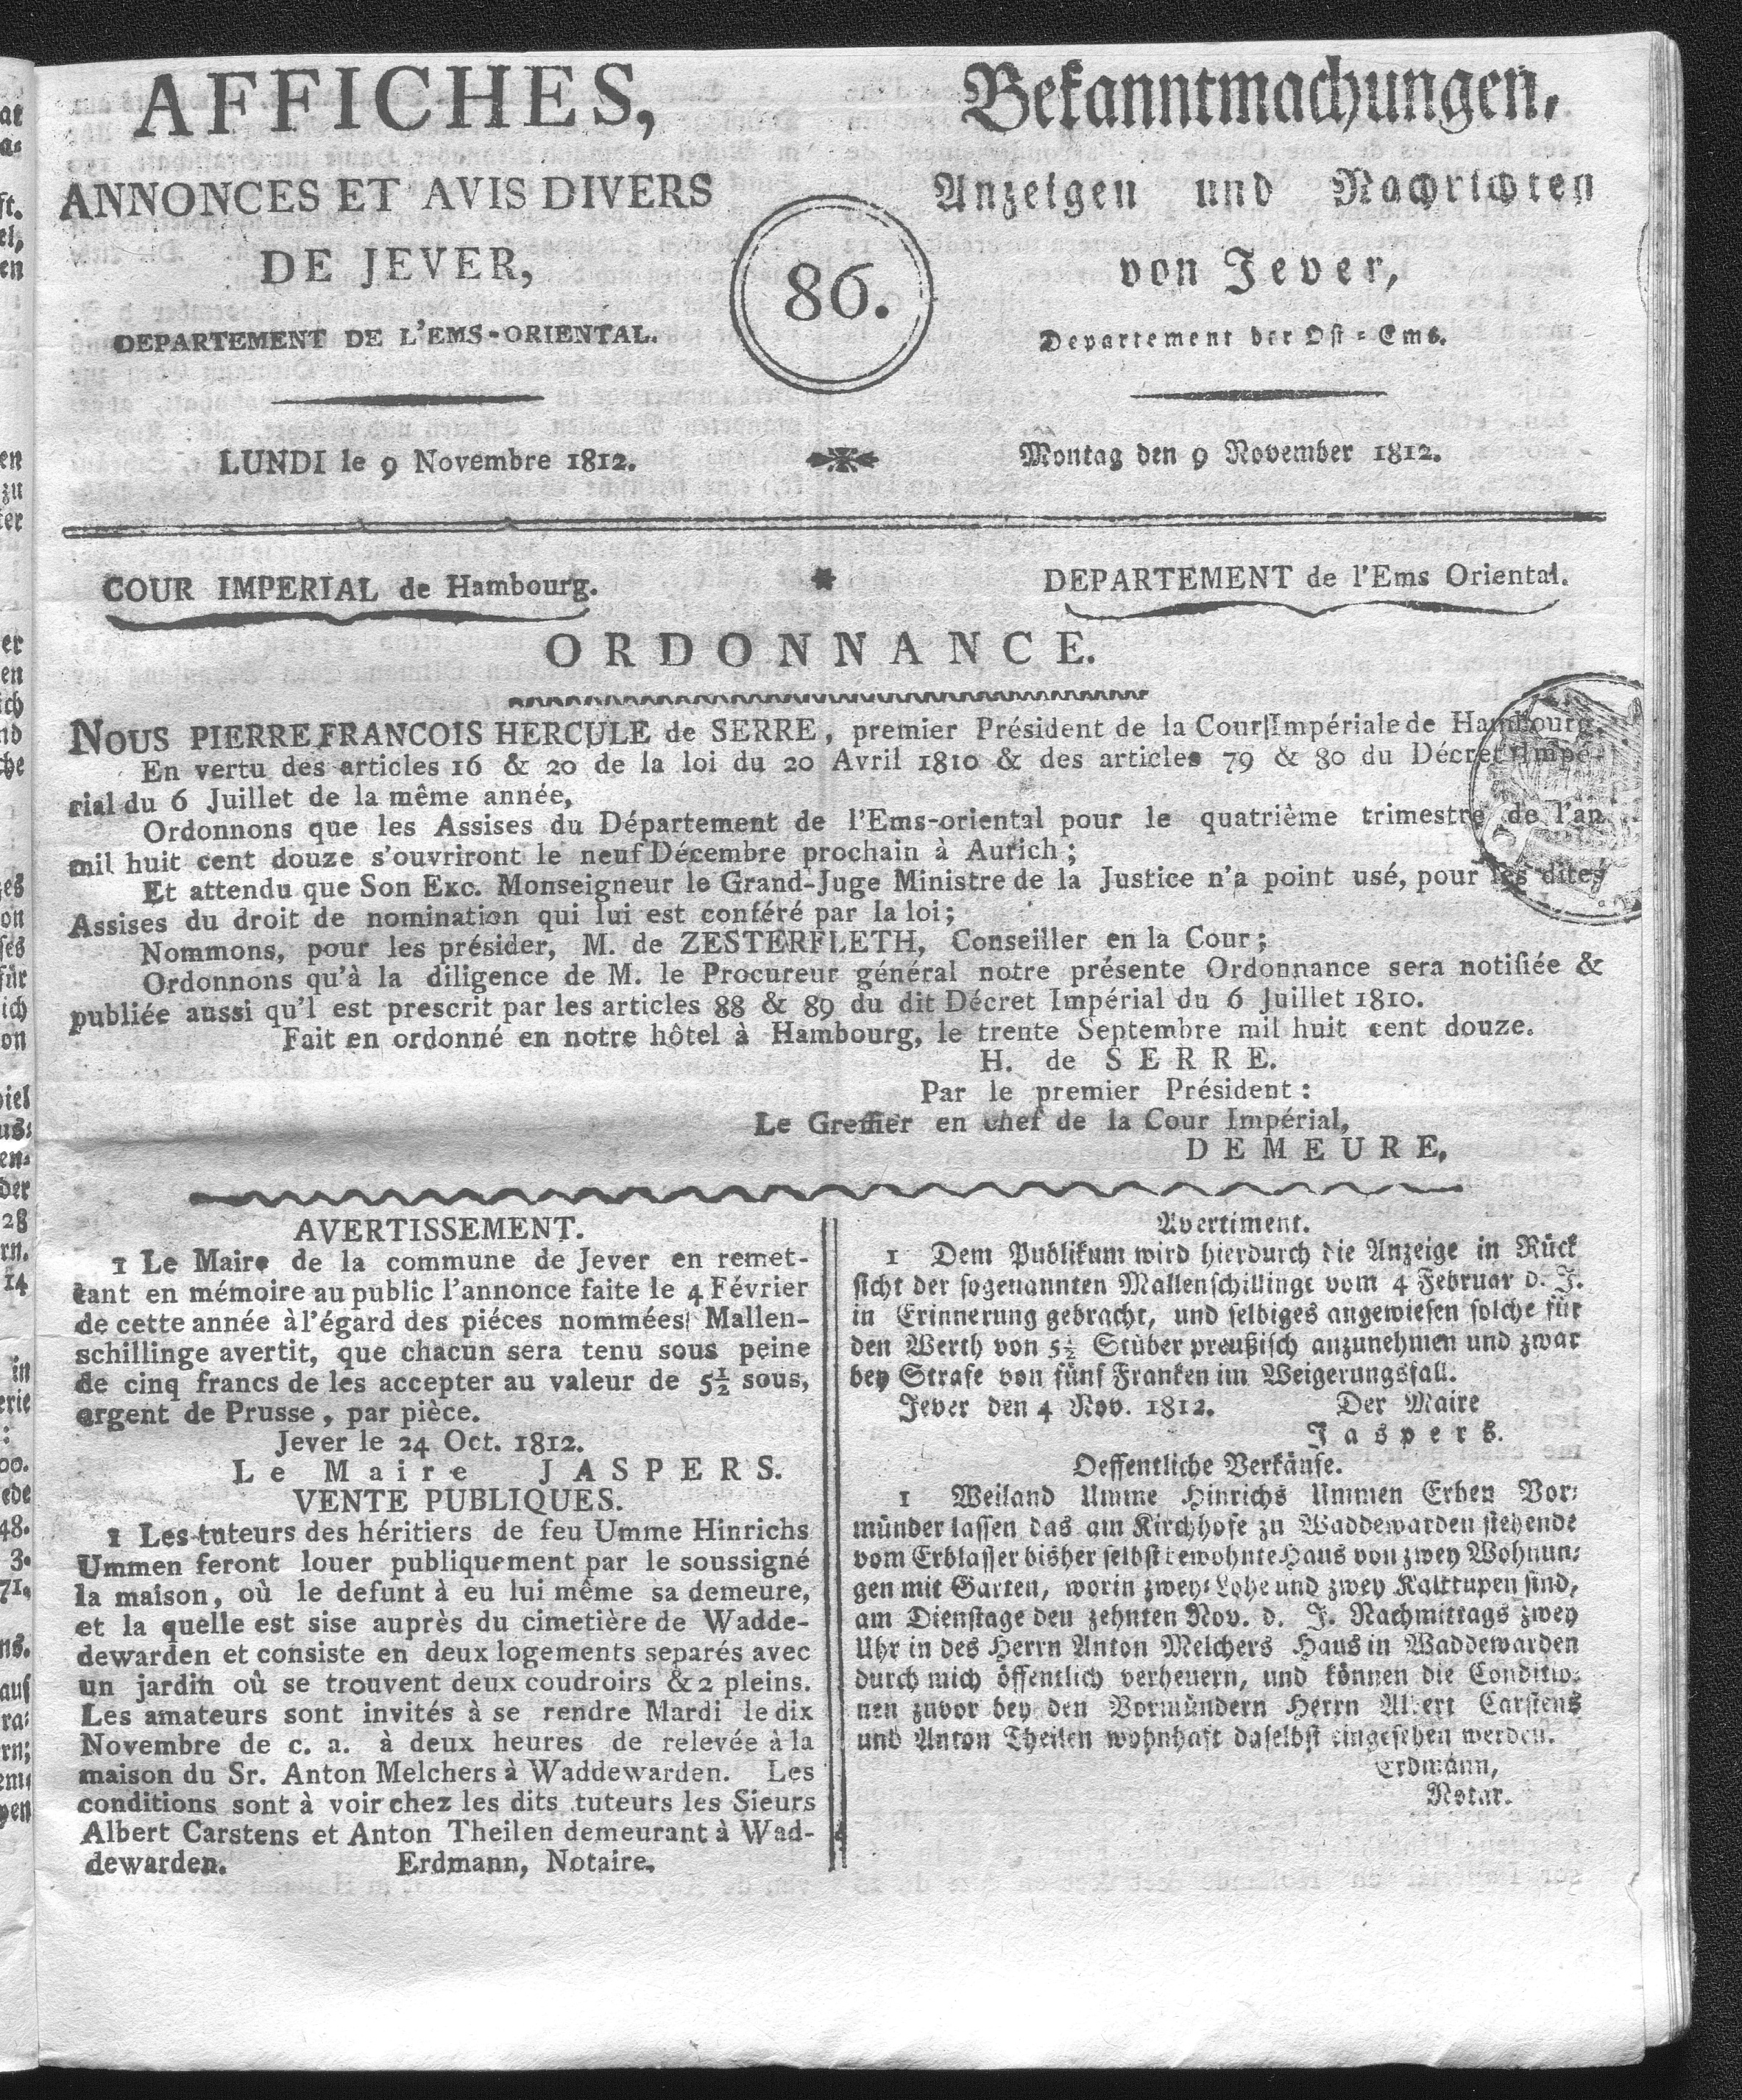 AFFICHES,
ANNONCES ET AVIS DIVERS
DE JEVER,
DEPARTEMENT DE L'EMS-ORIENTAL.
LUNDI le 9 Novembre 1812.
86.
Bekanntmachungen,
Anzeigen und Nachrichten
von Jever,
Departement der Ost-Ems.
Montag den 9 November 1812.
COUR IMPERIAL de Hambourg.
DEPARTEMENT de l'Ems Oriental.
ORDONNANCE.
NOUS PIERRE FRANCOIS HERCULE de SERRE, premier Président de la Cour Impériale de Hambourg,
En vertu des articles 16 & 20 de la loi du 20 Avril 1810 & des articles 79 & 80 du Décret Impé-
rial du 6 Juillet de la même année,
Ordonnons que les Assises du Département de l'Ems-oriental pour le quatrième trimestre de l'an
mil huit cent douze s'ouvriront le neuf Décembre prochain à Aurich;
Et attendu que Son Exc. Monseigneur le Grand-Juge Ministre de la Justice n'a point usé, pour les dites
Assises du droit de nomination qui lui est conféré par la loi;
Nommons, pour les présider, M. de ZESTERFLETH, Conseiller en la Cour;
Ordonnons qu'à la diligence de M. le Procureur général notre présente Ordonnance sera notifiée &
publiée aussi qu'l est prescrit par les articles 88 & 89 du dit Décret Impérial du 6 Juillet 1810.
Fait en ordonné en notre hôtel à Hambourg, le trente Septembre mil huit cent douze.
H. de SERRE.
Par le premier Président:
Le Greffier en chef de la Cour Impérial,
DEMEURE,
AVERTISSEMENT.
1 Le Maire de la commune de Jever en remet-
tant en mémoire au public l'annonce faite le 4 Février
de cette année à l'égard des piéces nommées Mallen-
schillinge avertit, que chacun sera tenu sous peine
de cinq francs de les accepter au valeur de 5½ sous,
argent de Prusse, par pièce.
Jever le 24 Oct. 1812.
Le Maire JASPERS.
VENTE PUBLIQUES.
1 Les tuteurs des héritiers de feu Umme Hinrichs
Ummen feront louer publiquement par le soussigné
la maison, où le defunt à eu lui même sa demeure,
et la quelle est sise auprès du cimetière de Wadde-
dewarden et consiste en deux logements separés avec
un jardin où se trouvent deux coudroirs & 2 pleins.
Les amateurs sont invités à se rendre Mardi le dix
Novembre de c. a. à deux heures de relevée à la
maison du Sr. Anton Melchers à Waddewarden. Les
conditions sont à voir chez les dits tuteurs les Sieurs
Albert Carstens et Anton Theilen demeurant à Wad-
dewarden. Erdmann, Notaire.
Avertiment.
1 Dem Publikum wird hierdurch die Anzeige in Rück
sicht der sogenannten Mallenschillinge vom 4 Februar d. J.
in Erinnerung gebracht, und selbiges angewiesen solche für
den Werth von 5½ Stüber preußisch anzunehmen und zwar
bey Strafe von fünf Franken im Weigerungsfall.
Jever den 4 Nov. 1812. Der Maire
Jaspers.
Oeffentliche Verkäufe.
1 Weiland Umme Hinrichs Ummen Erben Vor-
münder lassen das am Kirchhofe zu Waddewarden stehende
vom Erblasser bisher selbst bewohnte Haus von zwey Wohnun-
gen mit Garten, worin zwey Lohe und zwey Kalkkupen sind,
am Dienstage den zehnten Nov. d. J. Nachmittags zwey
Uhr in des Herrn Anton Melchers Haus in Waddewarden
durch mich öffentlich verheuern, und können die Conditio-
nen zuvor bey den Vormündern Herrn Albert Carstens
und Anton Theilen wohnhaft daselbst eingesehen werden.
Erdmann,
Notar.